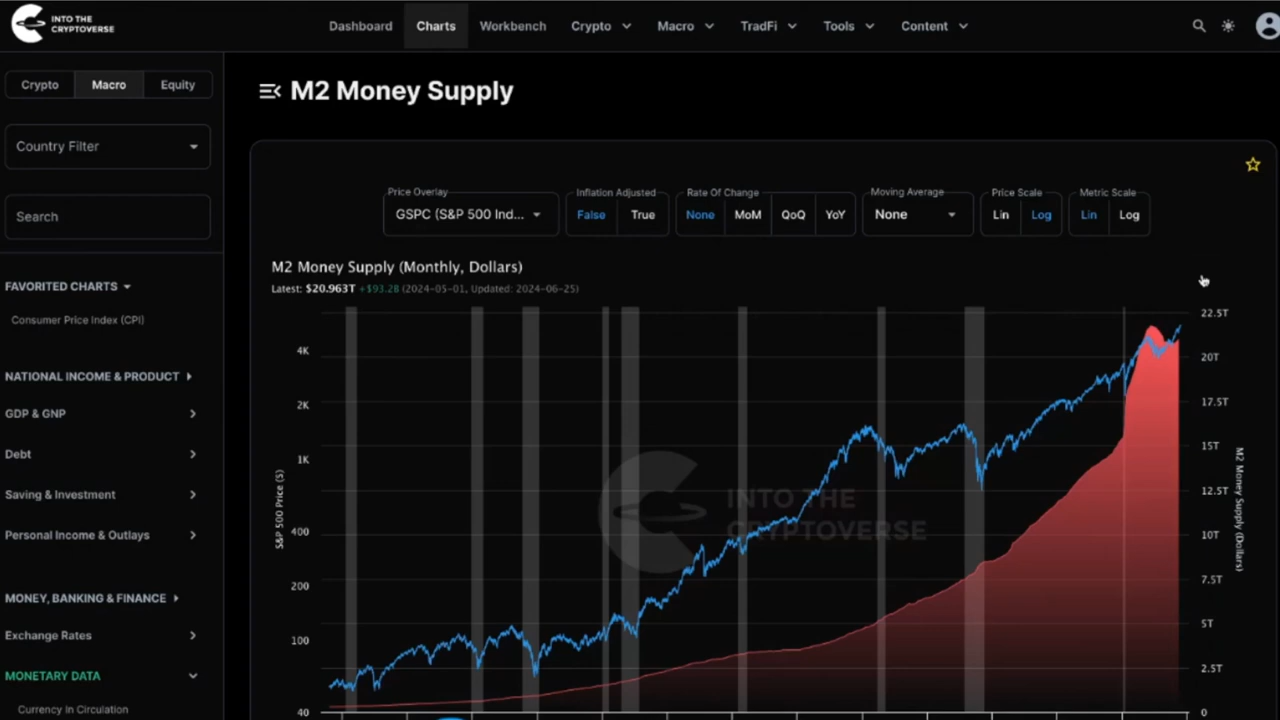 INTO THE
CRYPTOVERSE
Dashboard Charts Workbench Crypto Macro TradFi Tools Content
Crypto Macro Equity
M2 Money Supply
Country Filter
Search
Price Overlay Inflation Adjusted Rate Of Change Moving Average Price Scale Metric Scale
GSPC (S&P 500 Ind... False True None MoM QoQ YoY None Lin Log Lin Log
M2 Money Supply (Monthly, Dollars)
Latest: $20.963T +$93.2B (2024-05-01, Updated: 2024-06-25)
FAVORITED CHARTS
Consumer Price Index (CPI)
NATIONAL INCOME & PRODUCT
GDP & GNP
Debt
Saving & Investment
Personal Income & Outlays
MONEY, BANKING & FINANCE
Exchange Rates
MONETARY DATA
Currency in Circulation
S&P 500 Price ($)
4K
2K
1K
400
200
100
40
INTO THE
CRYPTOVERSE
22.5T
20T
17.5T
15T
12.5T
10T
7.5T
5T
2.5T
0
M2 Money Supply (Dollars)